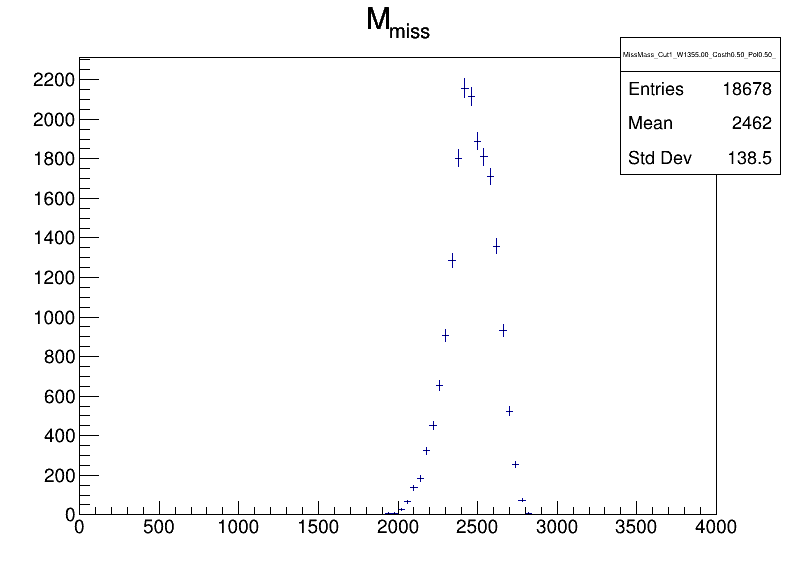 M_miss
MissMass_Cut1_W1355.00_Costh0.50_Pol0.50_
Entries 18678
Mean 2462
Std Dev 138.5
2200
2000
1800
1600
1400
1200
1000
800
600
400
200
0
0 500 1000 1500 2000 2500 3000 3500 4000